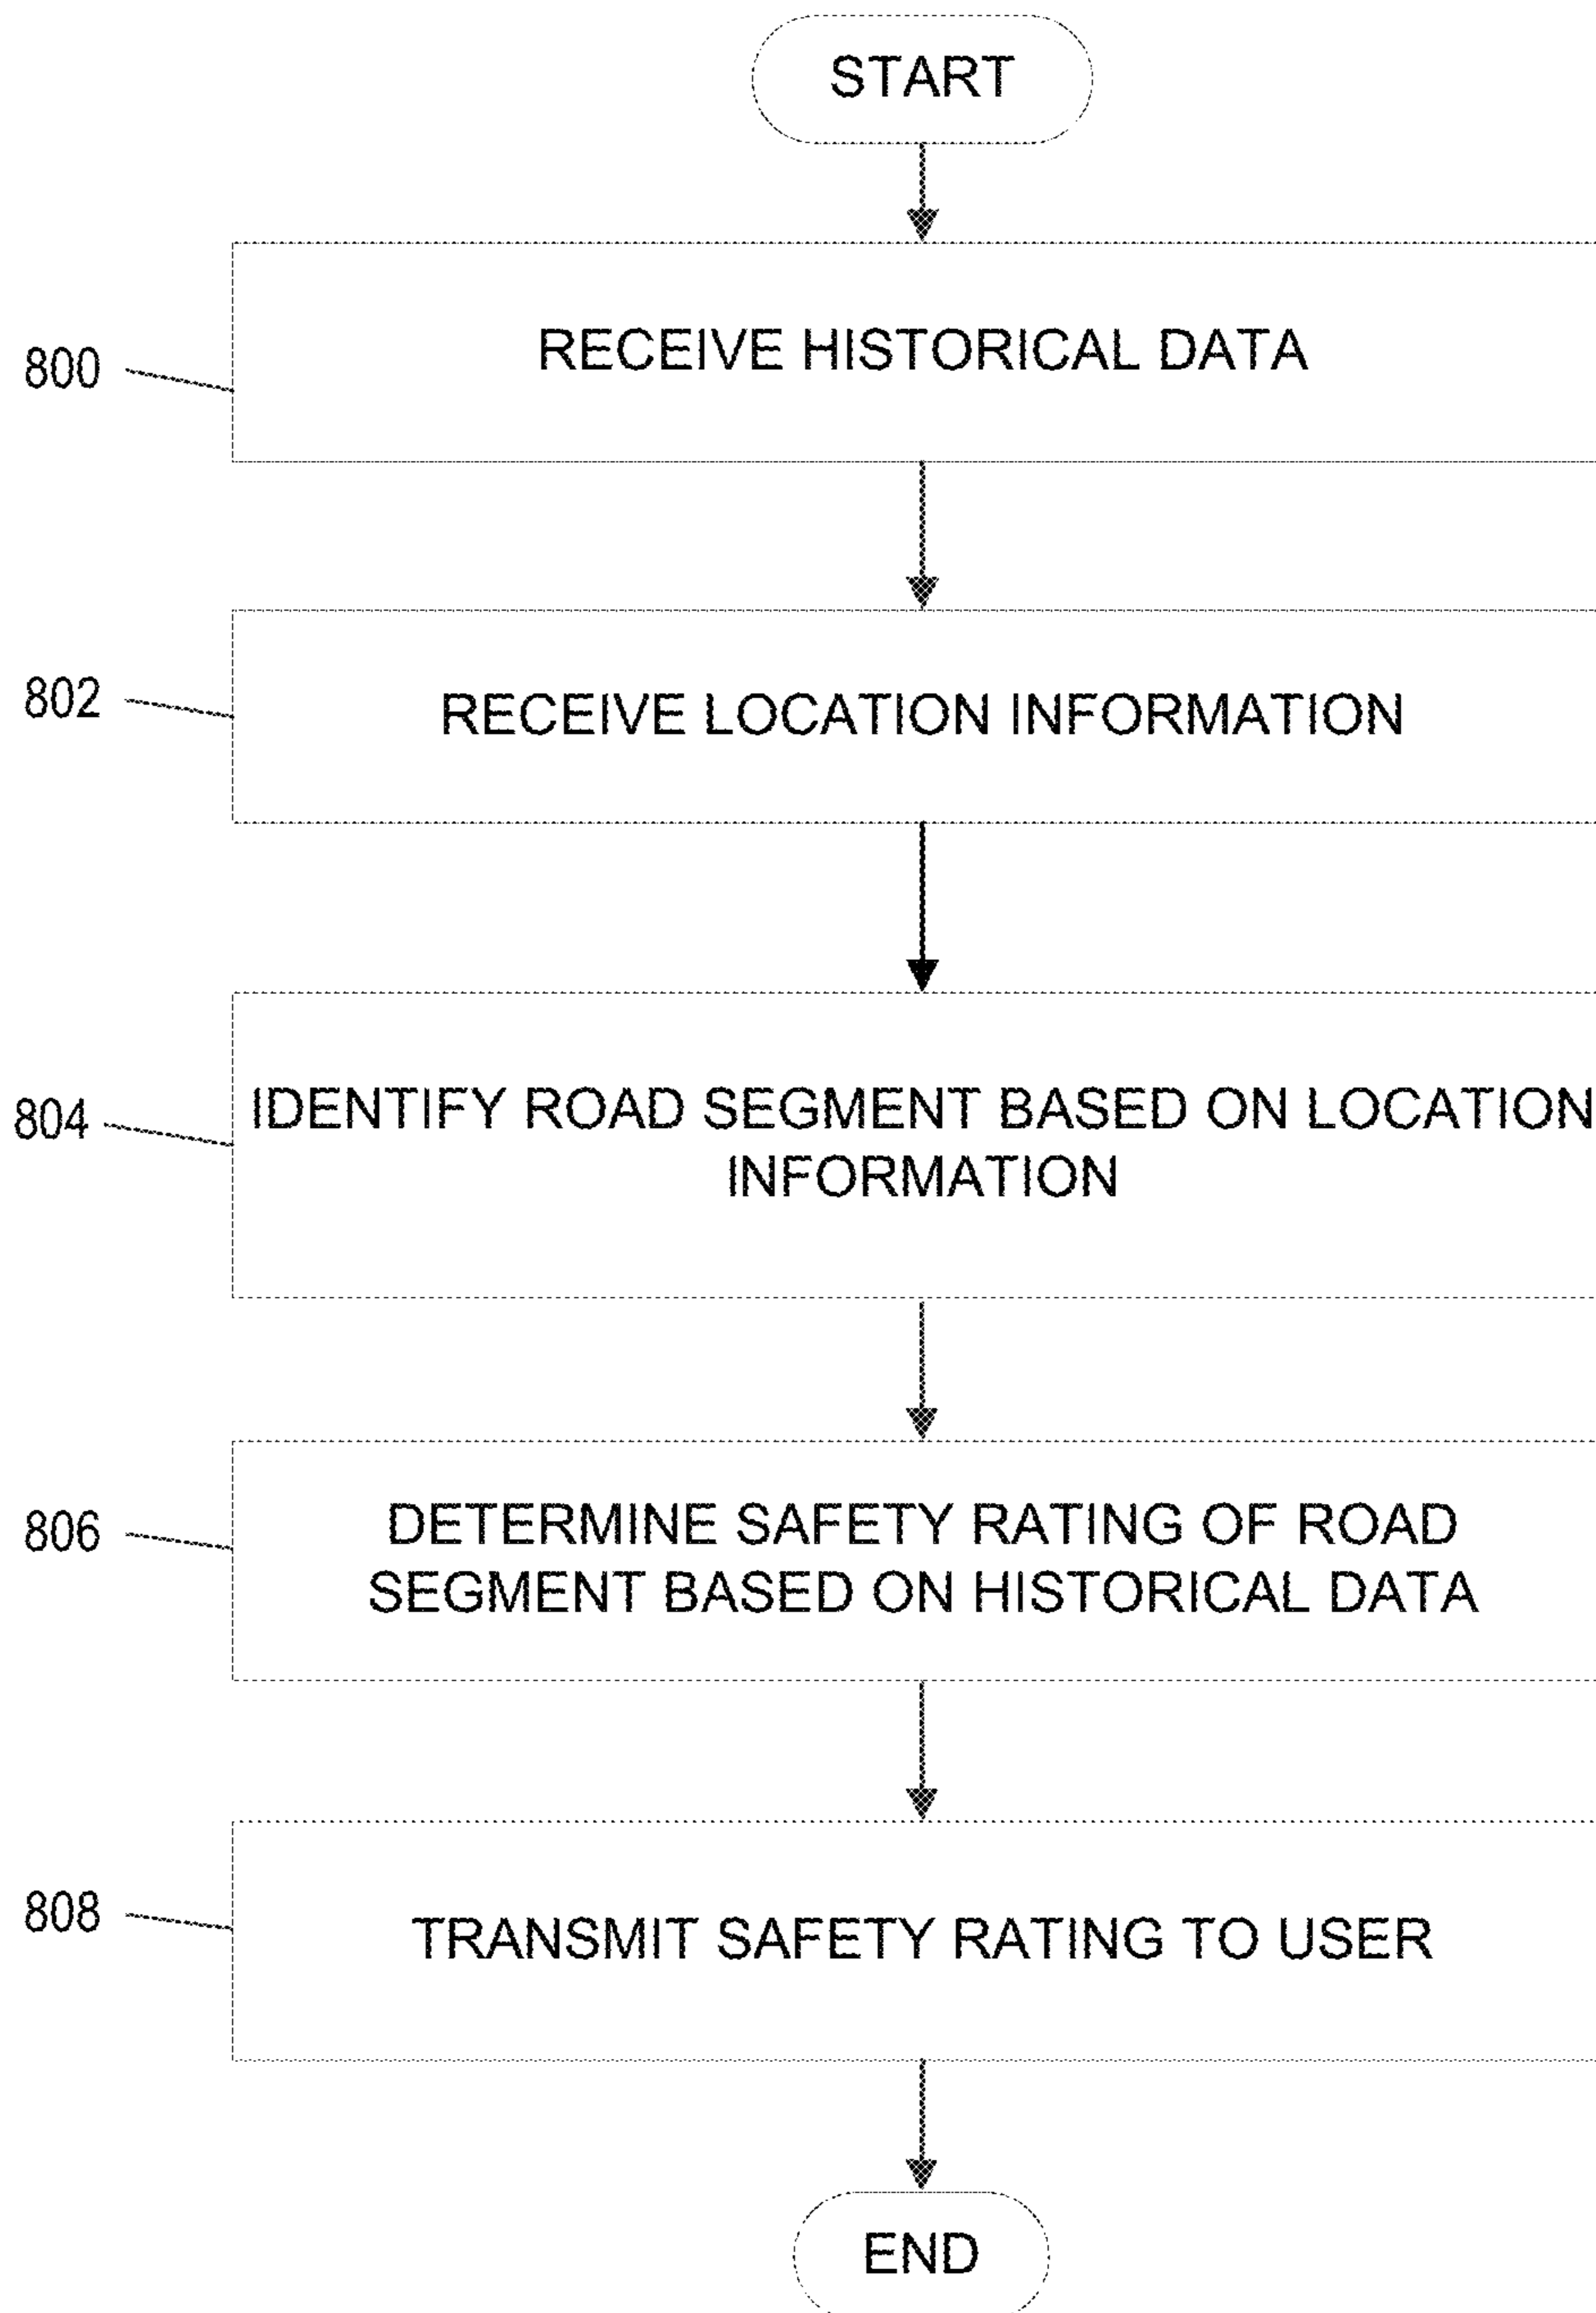 START
800
RECEIVE HISTORICAL DATA
802
RECEIVE LOCATION INFORMATION
804
IDENTIFY ROAD SEGMENT BASED ON LOCATION
INFORMATION
806
DETERMINE SAFETY RATING OF ROAD
SEGMENT BASED ON HISTORICAL DATA
808
TRANSMIT SAFETY RATING TO USER
END